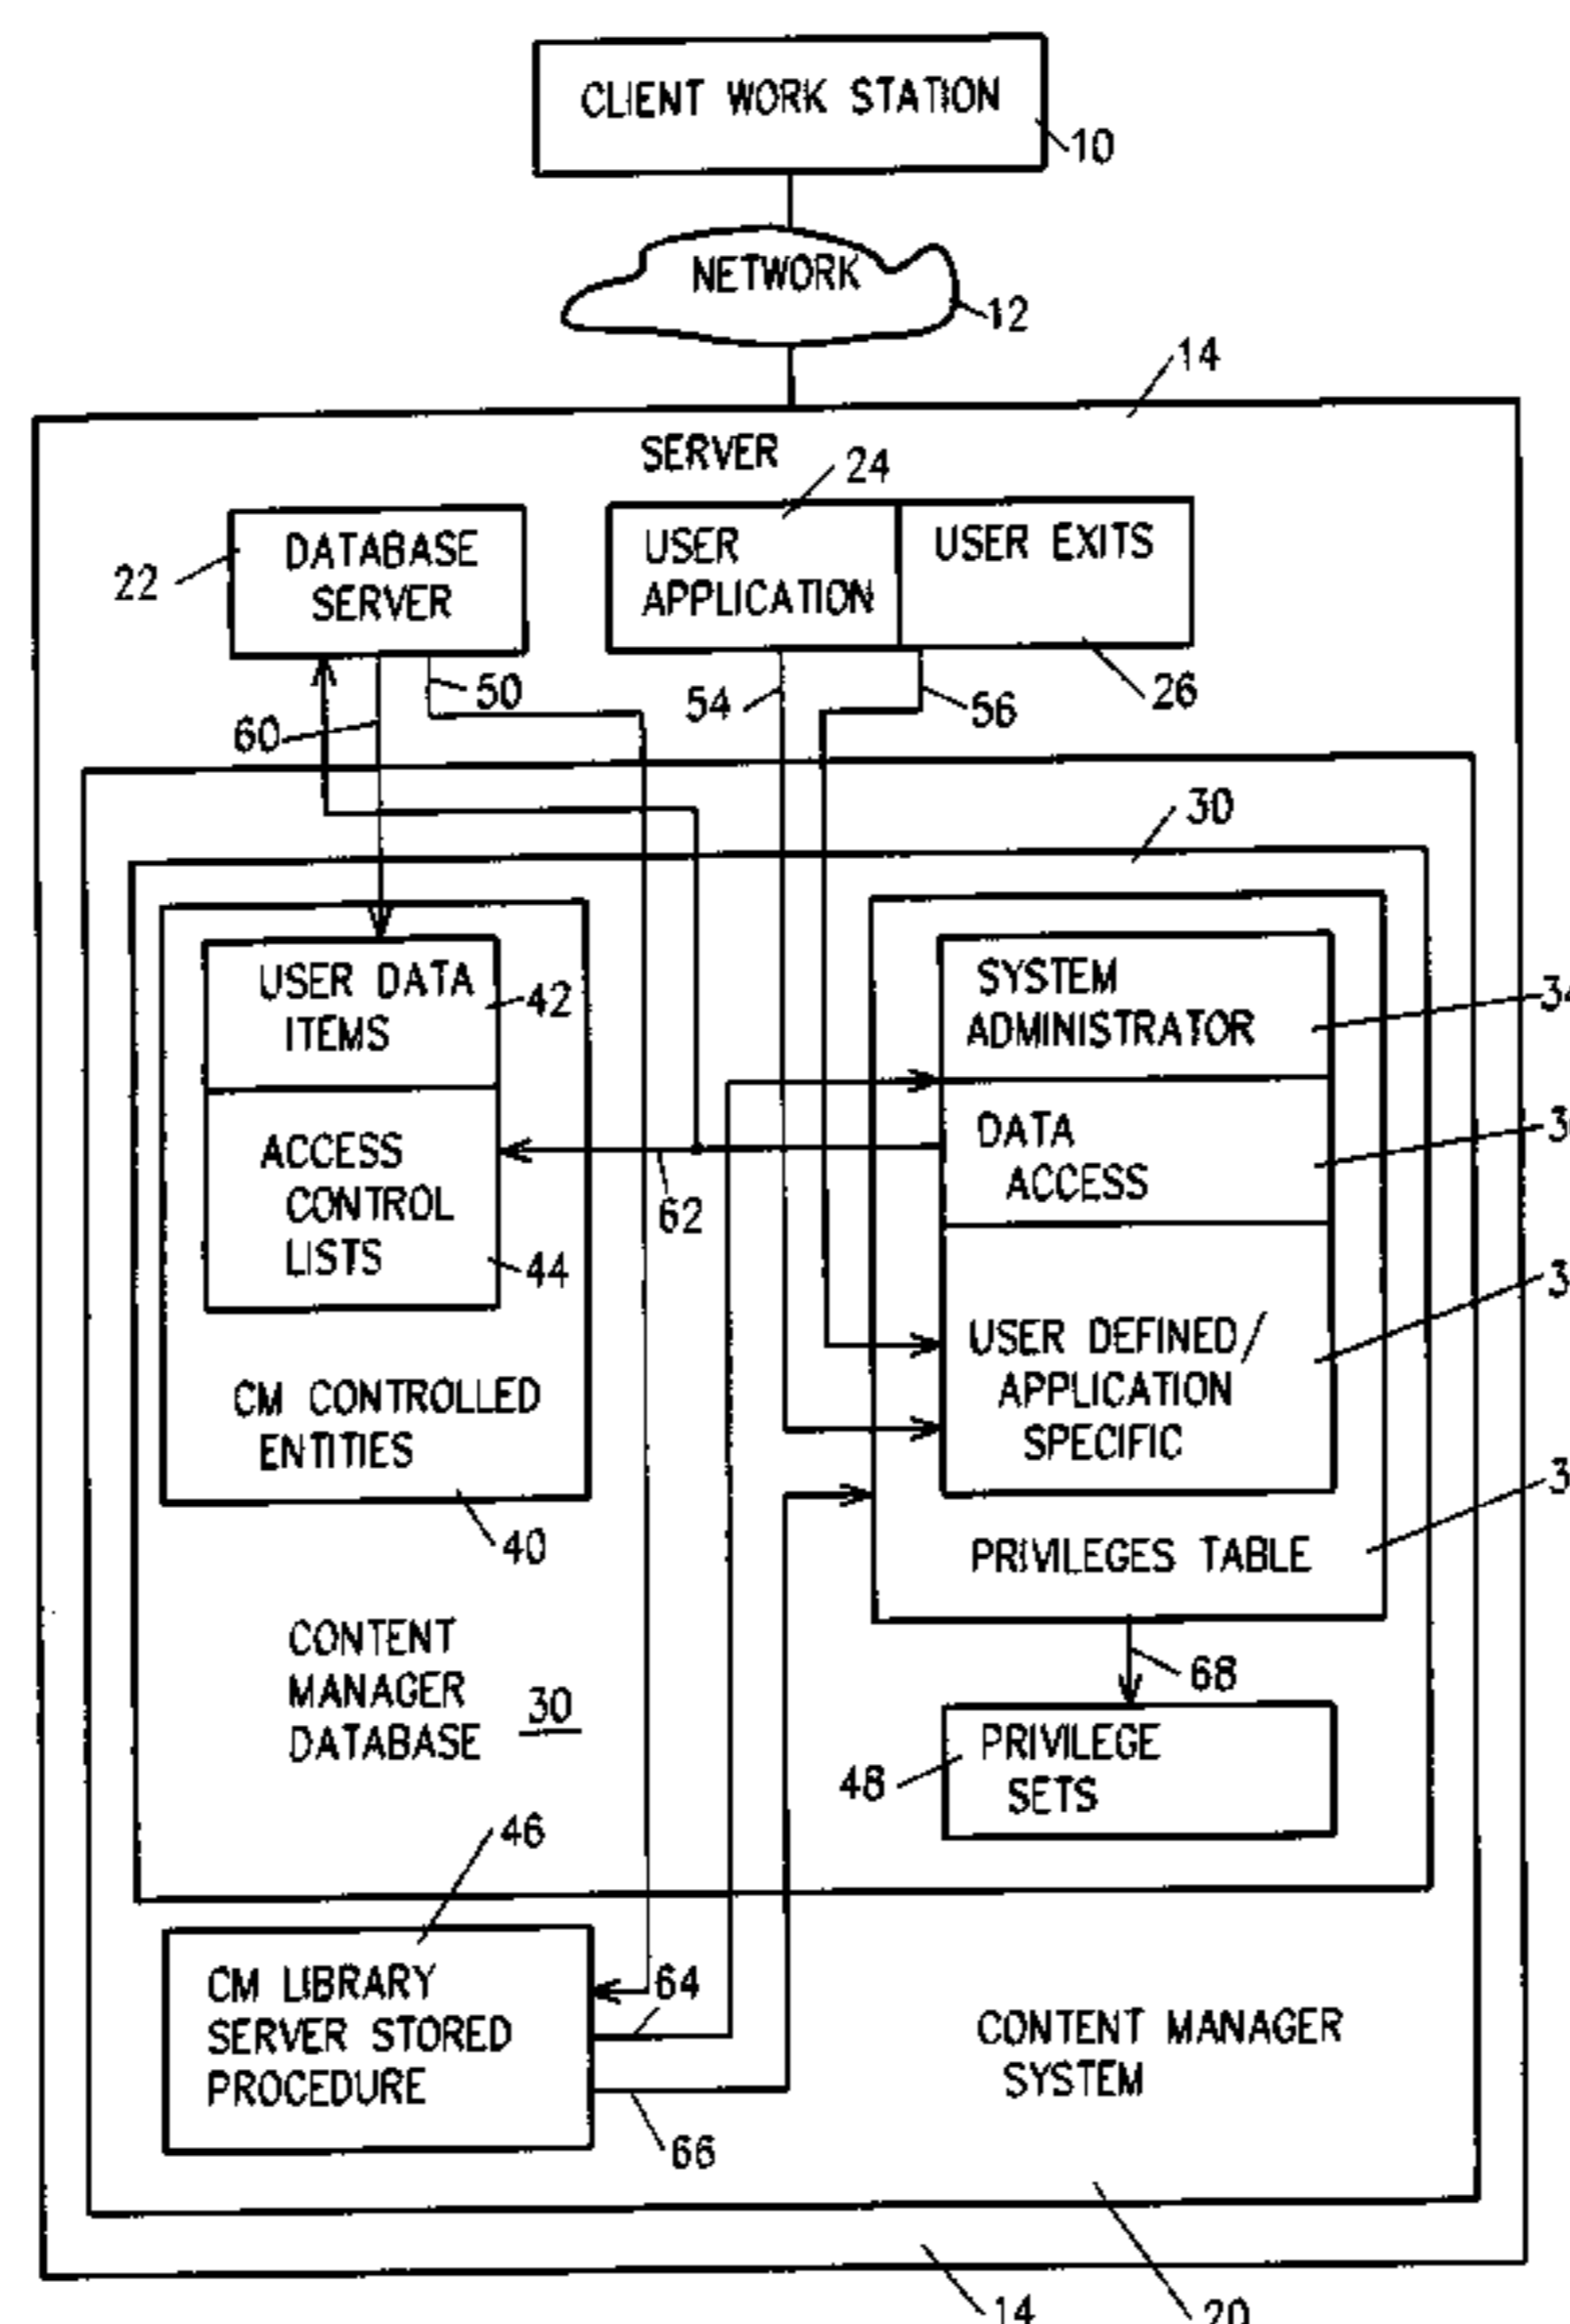 CLIENT WORK STATION
10
NETWORK
12
14
SERVER
24
22
DATABASE
SERVER
USER
APPLICATION
USER EXITS
60
50
54
56
26
30
USER DATA
ITEMS
42
SYSTEM
ADMINISTRATOR
34
ACCESS
CONTROL
LISTS
44
62
DATA
ACCESS
USER DEFINED/
APPLICATION
SPECIFIC
CM CONTROLLED
ENTITIES
40
PRIVILEGES TABLE
68
CONTENT
MANAGER
DATABASE 30
48
PRIVILEGE
SETS
46
CM LIBRARY
SERVER STORED
PROCEDURE
64
66
CONTENT MANAGER
SYSTEM
14
20